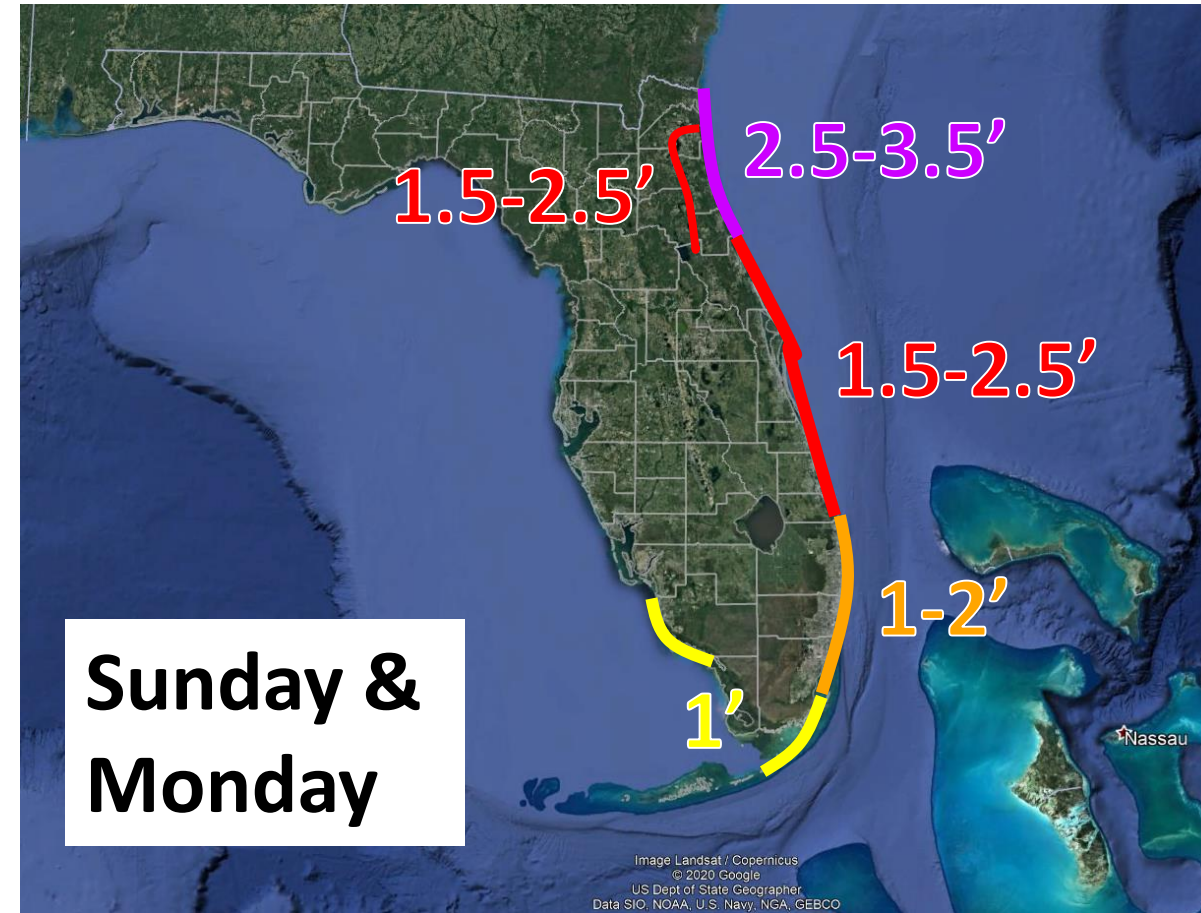 2.5-3.5’
1.5-2.5’
1.5-2.5’
1-2’
1’
Sunday &
Monday
Nassau
Image Landsat / Copernicus
© 2020 Google
US Dept of State Geographer
Data SIO, NOAA, U.S. Navy, NGA, GEBCO